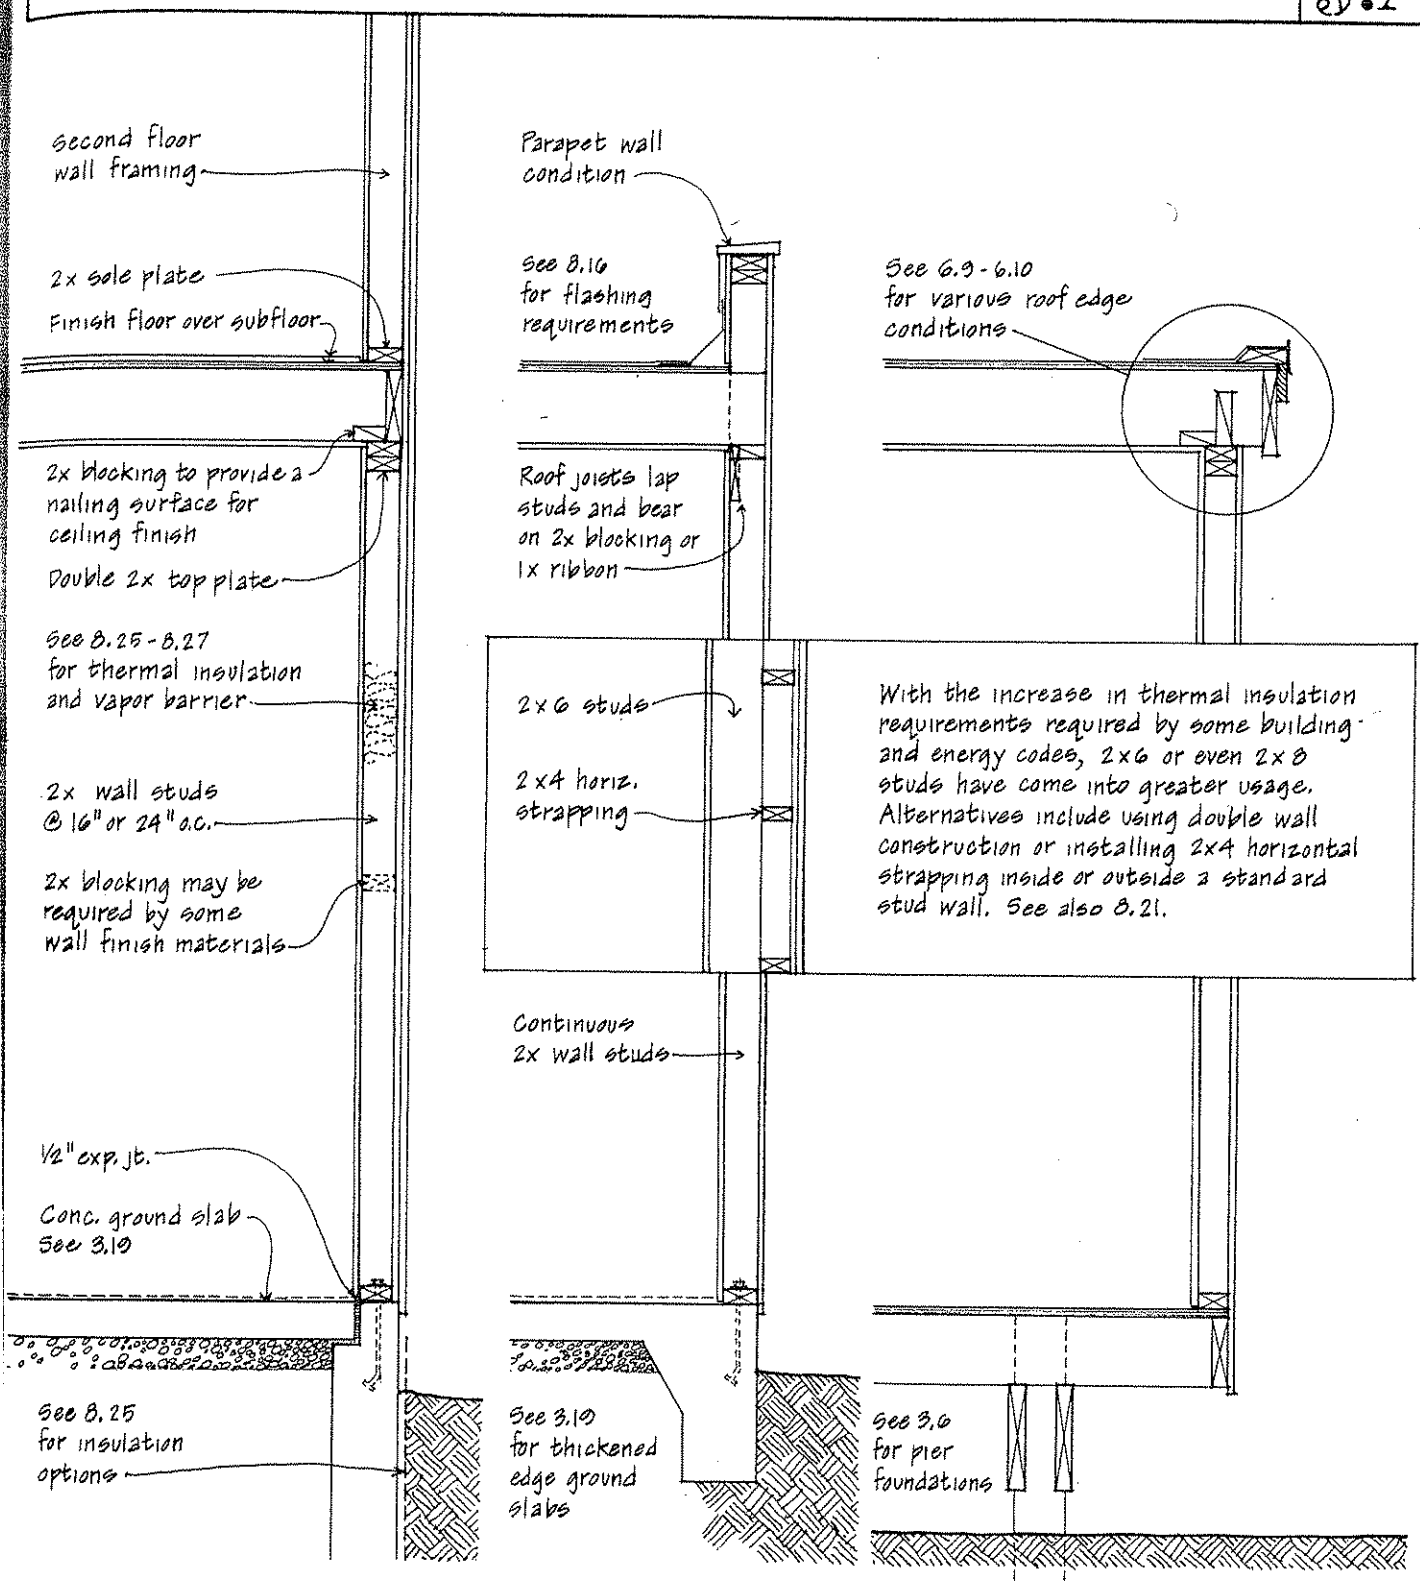 Second floor
wall framing
2x sole plate
Finish floor over subfloor
2x blocking to provide a
nailing surface for
ceiling finish
Double 2x top plate
See 8.25-8.27
for thermal insulation
and vapor barrier
2x wall studs
@ 16" or 24" o.c.
2x blocking may be
required by some
wall finish materials
1/2" exp. jt.
Conc. ground slab
See 3.19
See 8.25
for insulation
options
Parapet wall
condition
See 8.16
for flashing
requirements
Roof joists lap
studs and bear
on 2x blocking or
1x ribbon
2x6 studs
2x4 horiz.
strapping
Continuous
2x wall studs
See 3.19
for thickened
edge ground
slabs
See 6.9-6.10
for various roof edge
conditions
With the increase in thermal insulation
requirements required by some building
and energy codes, 2x6 or even 2x8
studs have come into greater usage.
Alternatives include using double wall
construction or installing 2x4 horizontal
strapping inside or outside a standard
stud wall. See also 8.21.
See 3.6
for pier
foundations